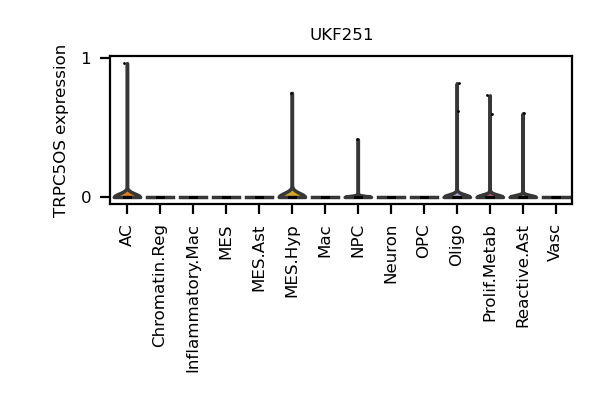 UKF251
TRPC5OS expression
1
0
AC
Chromatin.Reg
Inflammatory.Mac
MES
MES.Ast
MES.Hyp
Mac
NPC
Neuron
OPC
Oligo
Prolif.Metab
Reactive.Ast
Vasc